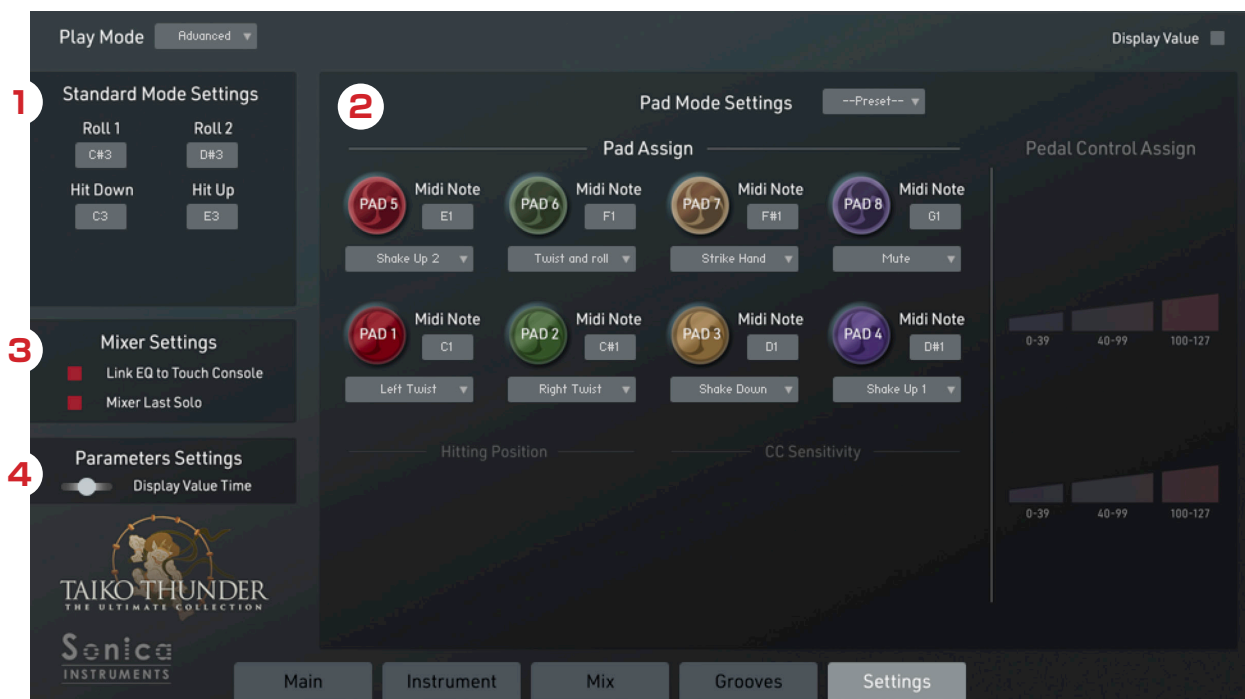 Play Mode Advanced
Display Value
1
Standard Mode Settings
Roll 1 Roll 2
C#3 D#3
Hit Down Hit Up
C3 E3
2
Pad Mode Settings --Preset--
Pad Assign
PAD 5 Midi Note E1 Shake Up 2
PAD 6 Midi Note F1 Twist and roll
PAD 7 Midi Note F#1 Strike Hand
PAD 8 Midi Note G1 Mute
PAD 1 Midi Note C1 Left Twist
PAD 2 Midi Note C#1 Right Twist
PAD 3 Midi Note D1 Shake Down
PAD 4 Midi Note D#1 Shake Up 1
Hitting Position CC Sensitivity
Pedal Control Assign
0-39 40-99 100-127
0-39 40-99 100-127
3
Mixer Settings
Link EQ to Touch Console
Mixer Last Solo
4
Parameters Settings
Display Value Time
TAIKO THUNDER
THE ULTIMATE COLLECTION
Sonica
INSTRUMENTS
Main Instrument Mix Grooves Settings